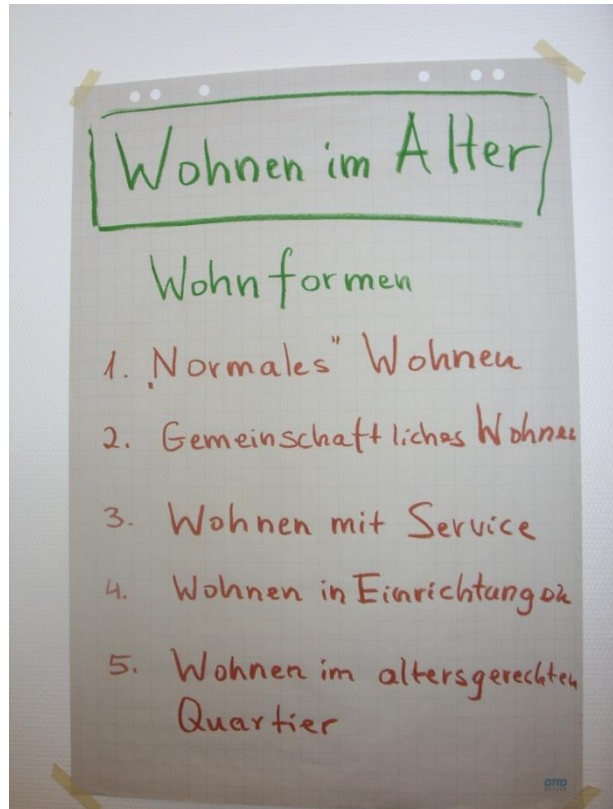 Wohnen im Alter
Wohnformen
1. „Normales" Wohnen
2. Gemeinschaftliches Wohnen
3. Wohnen mit Service
4. Wohnen in Einrichtungen
5. Wohnen im altersgerechten
Quartier
OTTO